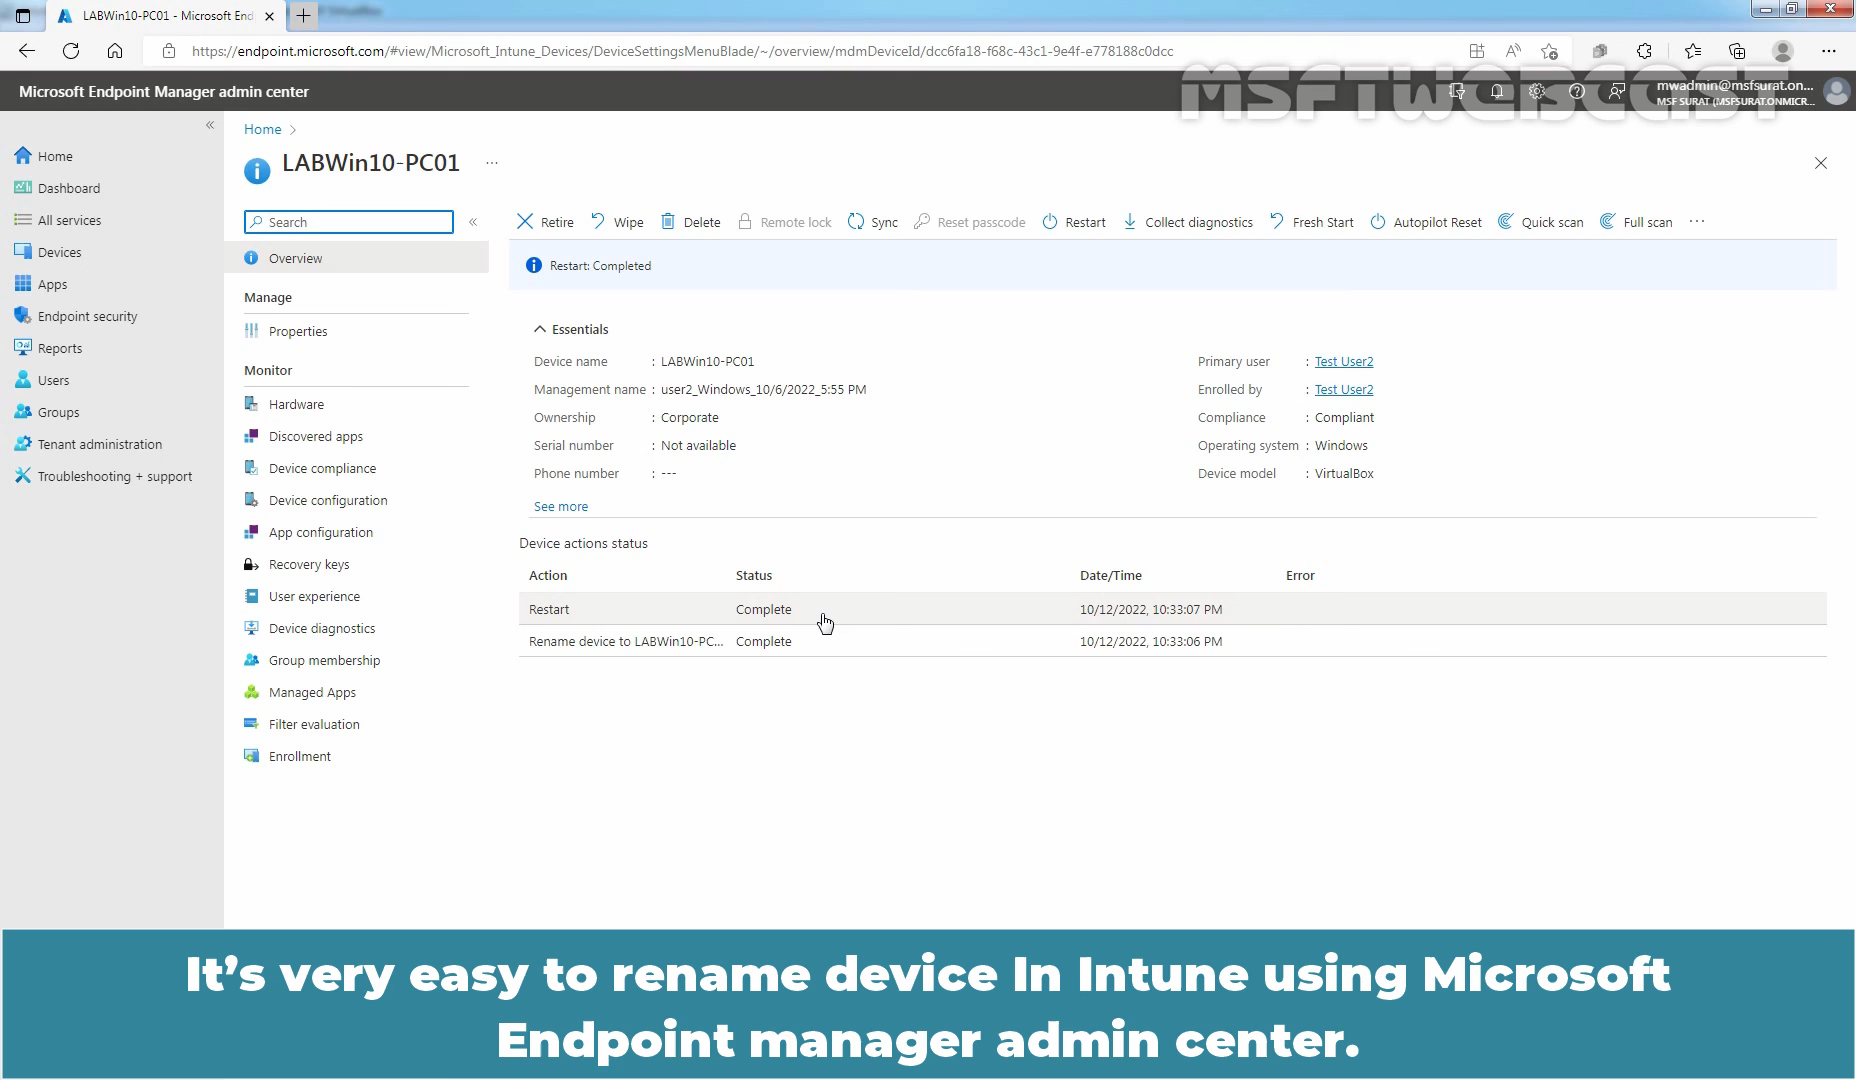 LABWin10-PC01 - Microsoft End
https://endpoint.microsoft.com/#view/Microsoft_Intune_Devices/DeviceSettingsMenuBlade/~/overview/mdmDeviceId/dcc6fa18-f68c-43c1-9e4f-e778188c0dcc
MSFTWEBCAST
Microsoft Endpoint Manager admin center
mwadmin@msfsurat.on...
MSF SURAT (MSFSURAT.ONMICR...
Home
Dashboard
All services
Devices
Apps
Endpoint security
Reports
Users
Groups
Tenant administration
Troubleshooting + support
Home >
LABWin10-PC01 ...
Search
Overview
Manage
Properties
Monitor
Hardware
Discovered apps
Device compliance
Device configuration
App configuration
Recovery keys
User experience
Device diagnostics
Group membership
Managed Apps
Filter evaluation
Enrollment
Retire Wipe Delete Remote lock Sync Reset passcode Restart Collect diagnostics Fresh Start Autopilot Reset Quick scan Full scan ...
Restart: Completed
Essentials
Device name : LABWin10-PC01
Management name : user2_Windows_10/6/2022_5:55 PM
Ownership : Corporate
Serial number : Not available
Phone number : ---
See more
Primary user : Test User2
Enrolled by : Test User2
Compliance : Compliant
Operating system : Windows
Device model : VirtualBox
Device actions status
Action Status Date/Time Error
Restart Complete 10/12/2022, 10:33:07 PM
Rename device to LABWin10-PC... Complete 10/12/2022, 10:33:06 PM
It's very easy to rename device In Intune using Microsoft
Endpoint manager admin center.